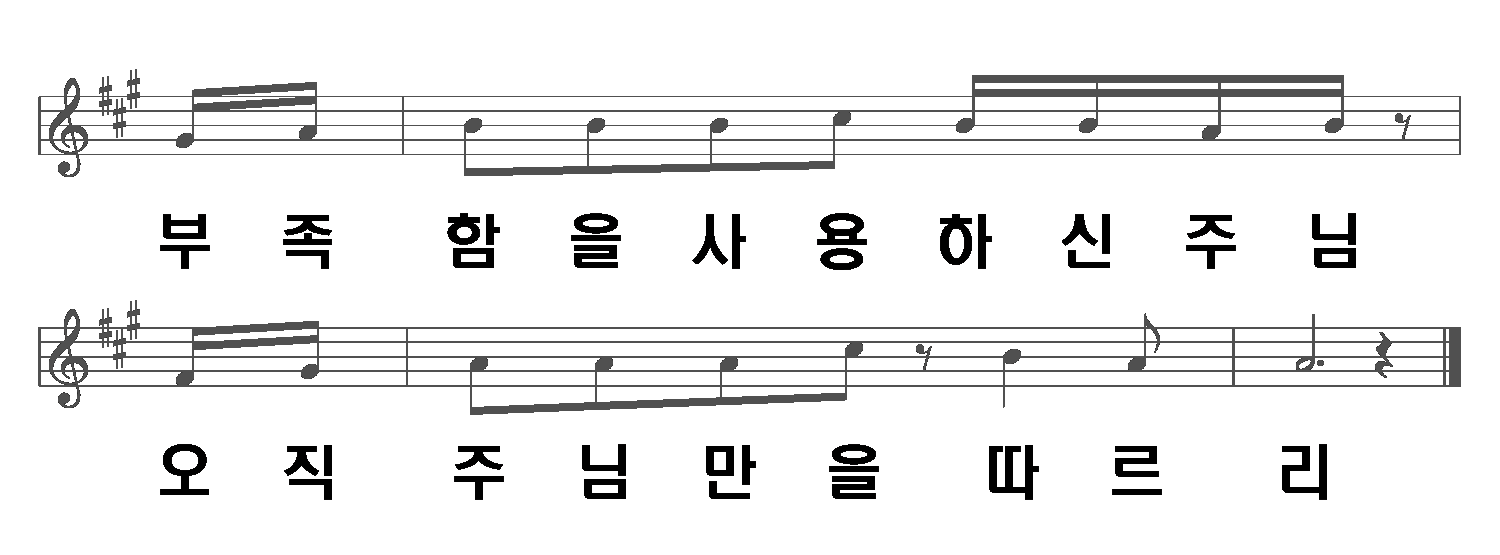 부 족 함 을 사 용 하 신 주 님
오 직 주 님 만 을 따 르 리